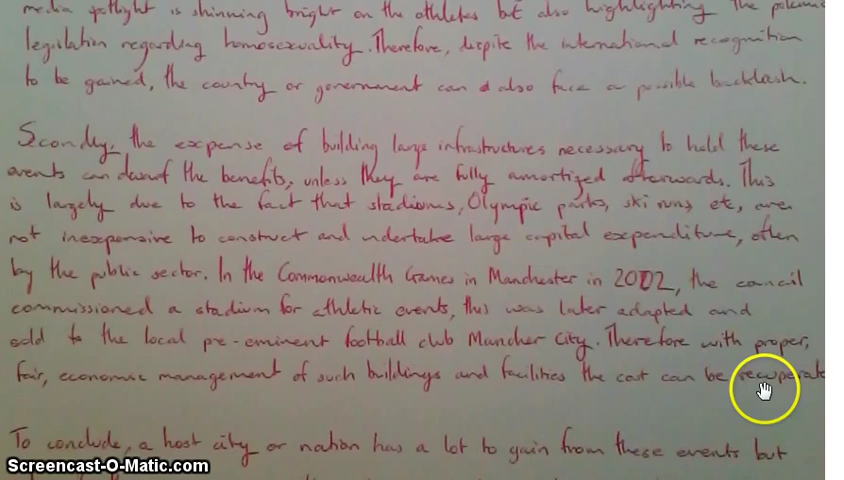 media spotlight is shinning bright on the athletes but also highlighting the polemic
legislation regarding homosexuality. Therefore, dispite the international recognition
to be gained, the country or government can also face a possible backlash.
Secondly, the expense of building large infrastructures necessary to hold these
events can dwarf the benefits, unless they are fully amortized afterwards. This
is largely due to the fact that stadiums, Olympic parks, ski runs, etc, are
not inexpensive to construct and undertake large capital expenditure, often
by the public sector. In the Commonwealth Games in Manchester in 2002, the council
commissioned a stadium for athletic events, this was later adapted and
sold to the local pre-eminent football club Mancher City. Therefore with proper,
fair, economic management of such buildings and facilities the cost can be recuperate
To conclude, a host city or nation has a lot to gain from these events but
Screencast-O-Matic.com